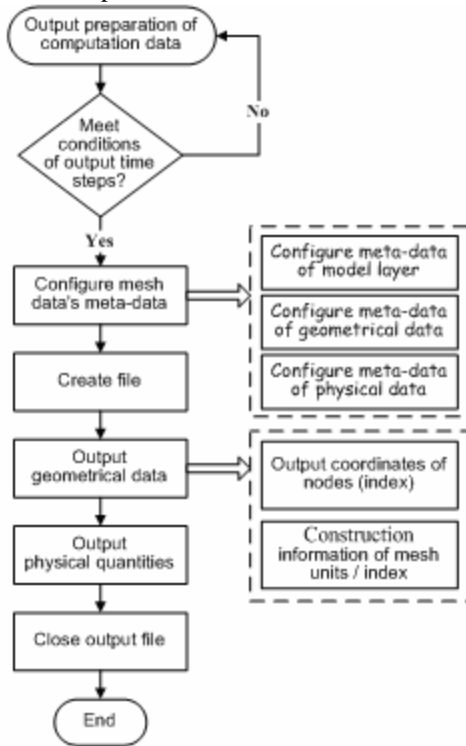 Output preparation of
computation data
No
Meet
conditions
of output time
steps?
Yes
Configure mesh
data's meta-data
Configure meta-data
of model layer
Configure meta-data
of geometrical data
Configure meta-data
of physical data
Create file
Output
geometrical data
Output coordinates of
nodes (index)
Construction
information of mesh
units / index
Output
physical quantities
Close output file
End